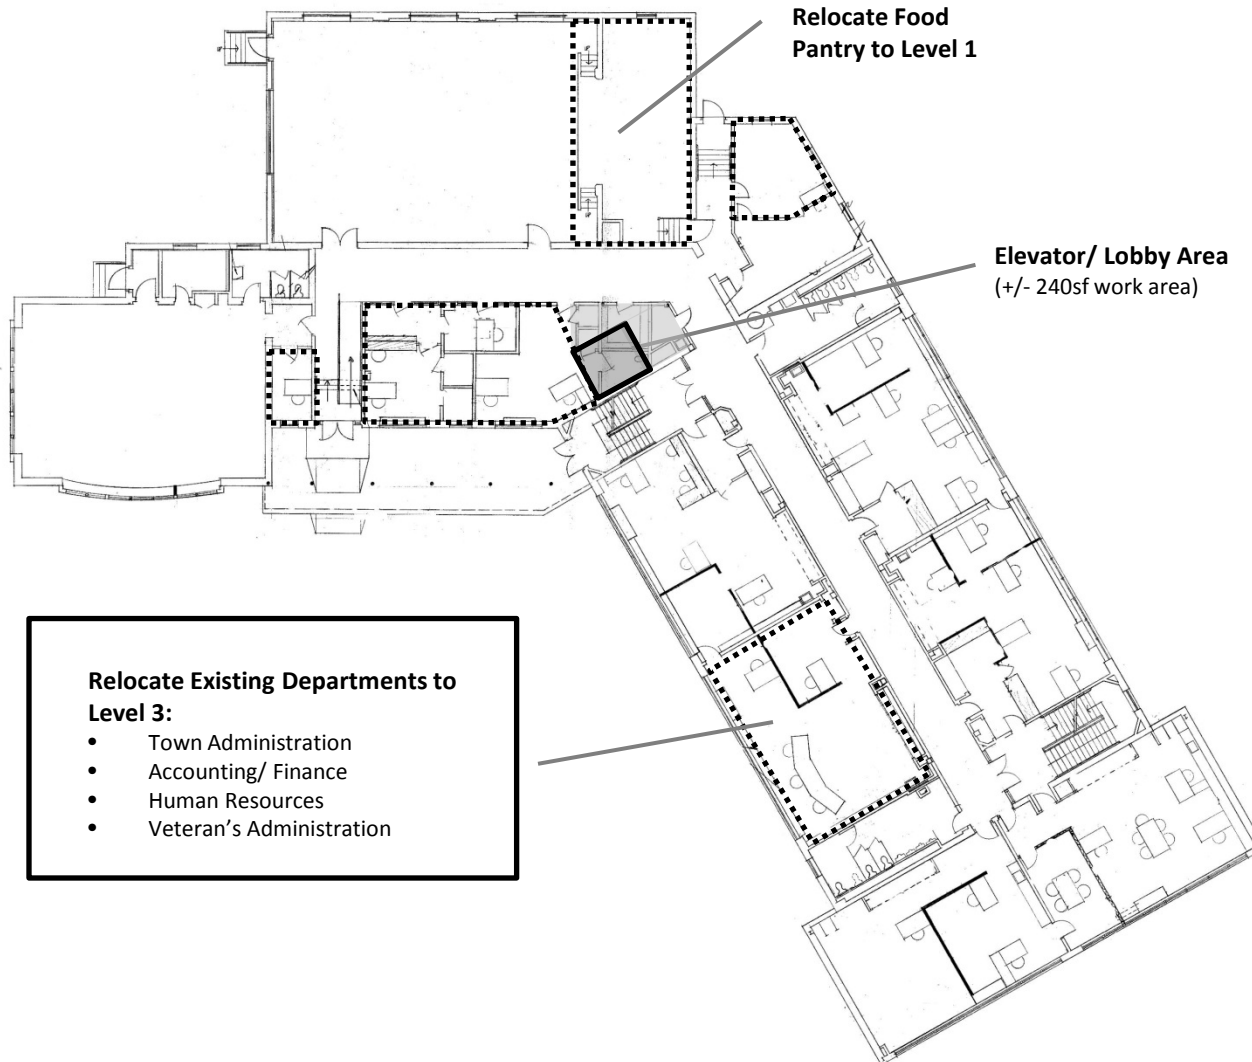 Relocate Food
Pantry to Level 1
Elevator/ Lobby Area
(+/- 240sf work area)
Relocate Existing Departments to
Level 3:
• Town Administration
• Accounting/ Finance
• Human Resources
• Veteran’s Administration